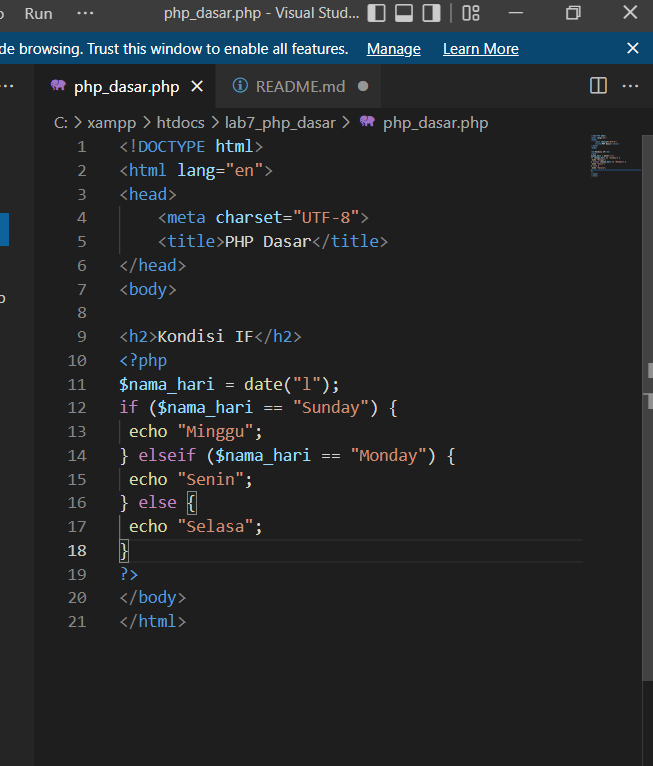 Run ··· php_dasar.php - Visual Stud...
de browsing. Trust this window to enable all features. Manage Learn More
php_dasar.php README.md
C: > xampp > htdocs > lab7_php_dasar > php_dasar.php
1 <!DOCTYPE html>
2 <html lang="en">
3 <head>
4 <meta charset="UTF-8">
5 <title>PHP Dasar</title>
6 </head>
7 <body>
8
9 <h2>Kondisi IF</h2>
10 <?php
11 $nama_hari = date("l");
12 if ($nama_hari == "Sunday") {
13 echo "Minggu";
14 } elseif ($nama_hari == "Monday") {
15 echo "Senin";
16 } else {
17 echo "Selasa";
18 }
19 ?>
20 </body>
21 </html>